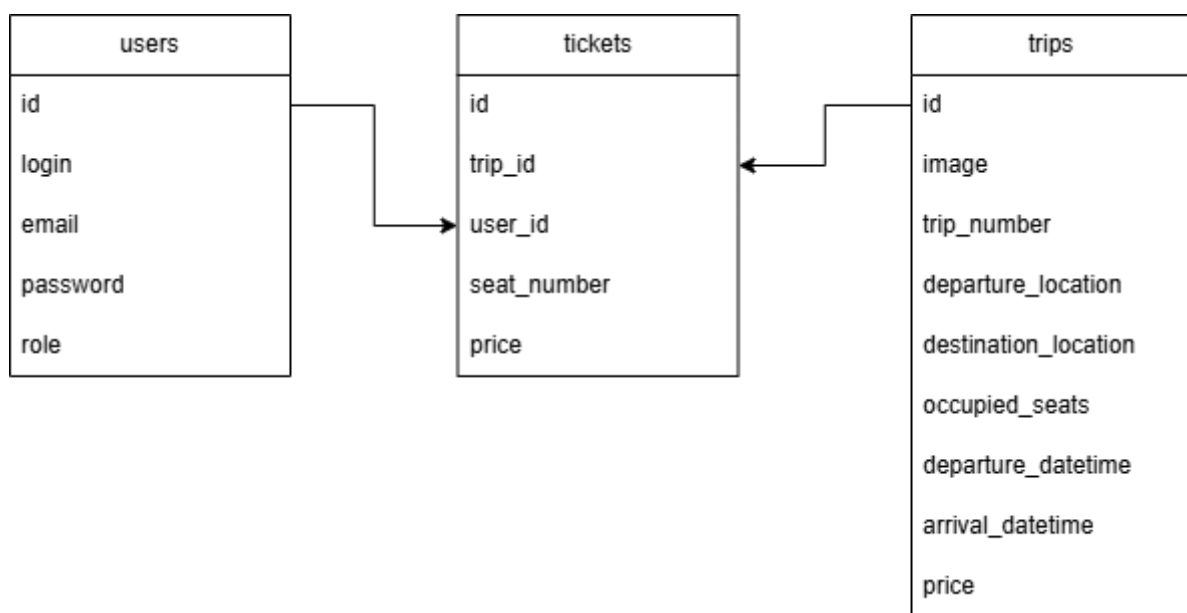 users
id
login
email
password
role
tickets
id
trip_id
user_id
seat_number
price
trips
id
image
trip_number
departure_location
destination_location
occupied_seats
departure_datetime
arrival_datetime
price